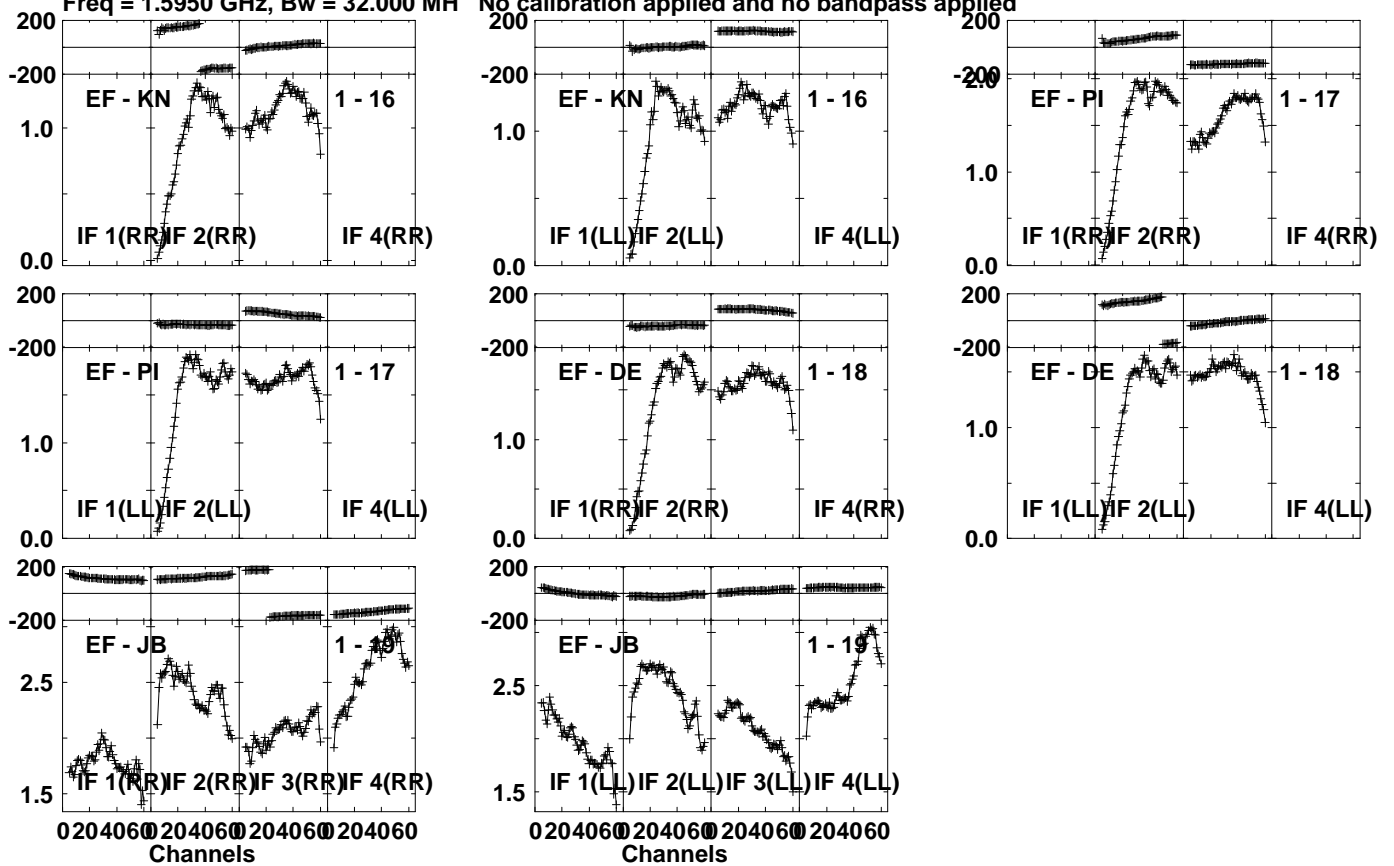 Freq = 1.5950 GHz, Bw = 32.000 MH No calibration applied and no bandpass applied
200
-200
EF - KN
1 - 16
1.0
0.0
IF 1(RR)
IF 2(RR)
IF 4(RR)
EF - KN
1 - 16
1.0
0.0
IF 1(LL)
IF 2(LL)
IF 4(LL)
200
-200
2.0
EF - PI
1 - 17
1.0
0.0
IF 1(RR)
IF 2(RR)
IF 4(RR)
200
-200
EF - PI
1 - 17
1.0
0.0
IF 1(LL)
IF 2(LL)
IF 4(LL)
200
-200
EF - DE
1 - 18
1.0
0.0
IF 1(RR)
IF 2(RR)
IF 4(RR)
200
-200
EF - DE
1 - 18
1.0
0.0
IF 1(LL)
IF 2(LL)
IF 4(LL)
200
-200
EF - JB
1 - 19
2.5
1.5
IF 1(RR)
IF 2(RR)
IF 3(RR)
IF 4(RR)
0 20 40 60 0 20 40 60 0 20 40 60 0 20 40 60
Channels
200
-200
EF - JB
1 - 19
2.5
1.5
IF 1(LL)
IF 2(LL)
IF 3(LL)
IF 4(LL)
0 20 40 60 0 20 40 60 0 20 40 60 0 20 40 60
Channels